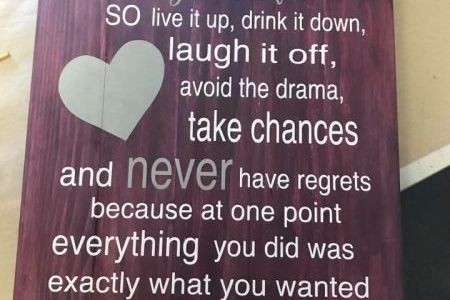 SO live it up, drink it down,
laugh it off,
avoid the drama,
take chances
and never have regrets
because at one point
everything you did was
exactly what you wanted